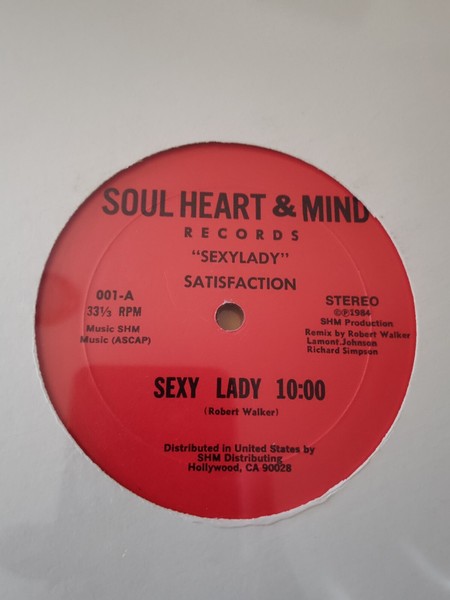 SOUL HEART & MIND
RECORDS
"SEXYLADY"
SATISFACTION
001-A
33⅓ RPM
Music SHM
Music (ASCAP)
STEREO
©℗1984
SHM Production
Remix by Robert Walker
Lamont.Johnson
Richard Simpson
SEXY LADY 10:00
(Robert Walker)
Distributed in United States by
SHM Distributing
Hollywood, CA 90028